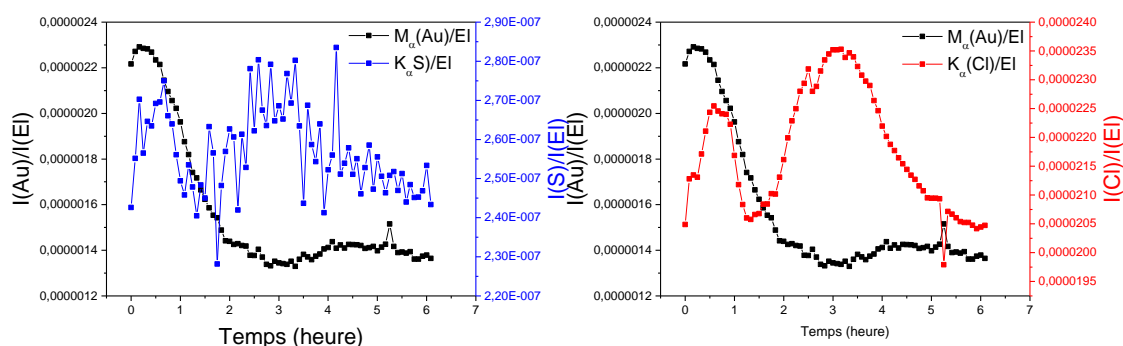 0,0000024
0,0000022
0,0000020
0,0000018
0,0000016
0,0000014
0,0000012
I(Au)/I(El)
Mα(Au)/El
KαS)/El
2,90E-007
2,80E-007
2,70E-007
2,60E-007
2,50E-007
2,40E-007
2,30E-007
2,20E-007
I(S)/I(El)
0 1 2 3 4 5 6 7
Temps (heure)
0,0000024
0,0000022
0,0000020
0,0000018
0,0000016
0,0000014
0,0000012
I(Au)/I(El)
Mα(Au)/El
Kα(Cl)/El
0,0000240
0,0000235
0,0000230
0,0000225
0,0000220
0,0000215
0,0000210
0,0000205
0,0000200
0,0000195
I(Cl)/I(El)
0 1 2 3 4 5 6 7
Temps (heure)